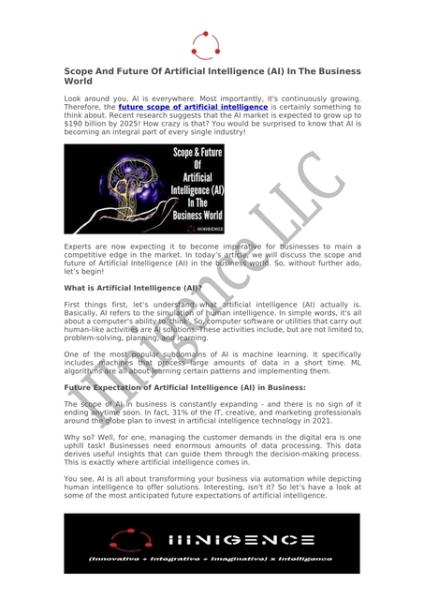 Scope And Future Of Artificial Intelligence (AI) In The Business
World
Look around you, AI is everywhere. Most importantly, it's continuously growing.
Therefore, the future scope of artificial intelligence is certainly something to
think about. Recent research suggests that the AI market is expected to grow up to
$190 billion by 2025! How crazy is that? You would be surprised to know that AI is
becoming an integral part of every single industry!
Scope & Future
Of
Artificial
Intelligence (AI)
In The
Business World
IIINIGENCE
Experts are now expecting it to become imperative for businesses to main a
competitive edge in the market. In today's article, we will discuss the scope and
future of Artificial Intelligence (AI) in the business world. So, without further ado,
let's begin!
What is Artificial Intelligence (AI)?
First things first, let's understand what artificial intelligence (AI) actually is.
Basically, AI refers to the simulation of human intelligence. In simple words, it's all
about a computer's ability to 'think'. So, computer software or utilities that carry out
human-like activities are AI solutions. These activities include, but are not limited to,
problem-solving, planning, and learning.
One of the most popular subdomains of AI is machine learning. It specifically
includes machines that process large amounts of data in a short time. ML
algorithms are all about learning certain patterns and implementing them.
Future Expectation of Artificial Intelligence (AI) in Business:
The scope of AI in business is constantly expanding - and there is no sign of it
ending anytime soon. In fact, 31% of the IT, creative, and marketing professionals
around the globe plan to invest in artificial intelligence technology in 2021.
Why so? Well, for one, managing the customer demands in the digital era is one
uphill task! Businesses need enormous amounts of data processing. This data
derives useful insights that can guide them through the decision-making process.
This is exactly where artificial intelligence comes in.
You see, AI is all about transforming your business via automation while depicting
human intelligence to offer solutions. Interesting, isn't it? So let's have a look at
some of the most anticipated future expectations of artificial intelligence.
IIINIGENCE
(Innovative + Integrative + Imaginative) x Intelligence
IIInigence LLC